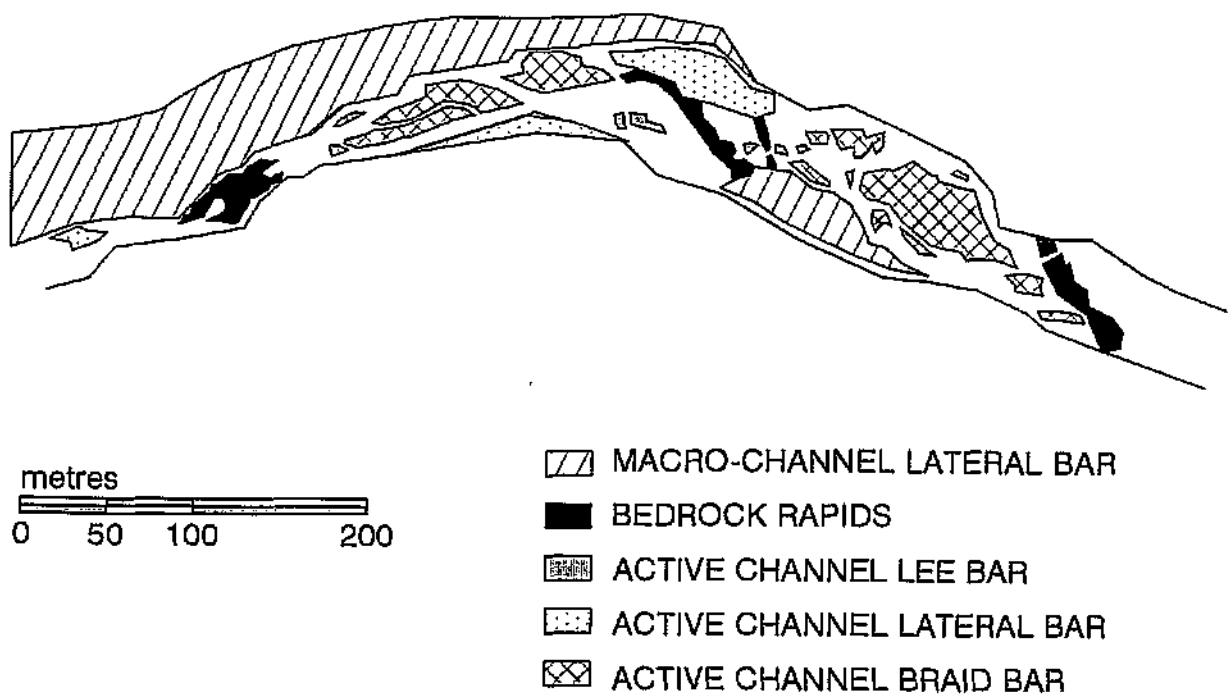 metres
0 50 100 200
MACRO-CHANNEL LATERAL BAR
BEDROCK RAPIDS
ACTIVE CHANNEL LEE BAR
ACTIVE CHANNEL LATERAL BAR
ACTIVE CHANNEL BRAID BAR